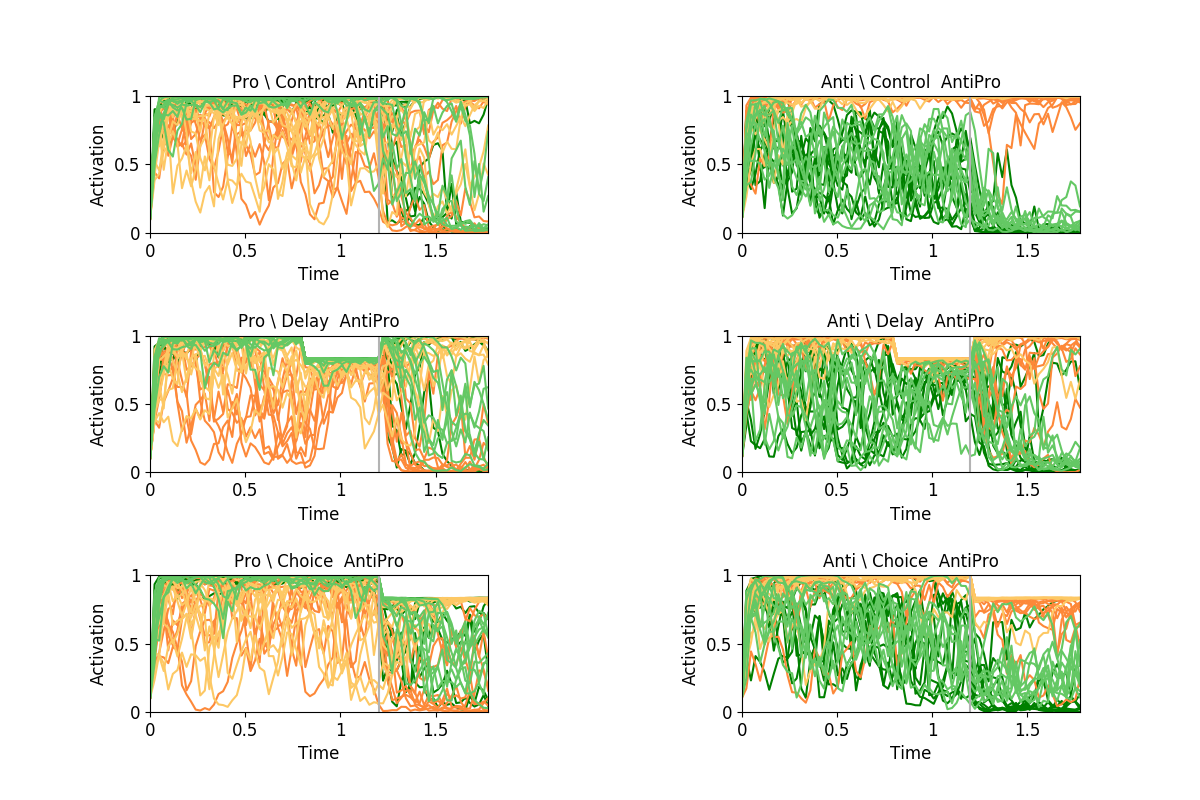 Pro \ Control  AntiPro
1
0.5
0
Activation
0 0.5 1 1.5
Time
Anti \ Control  AntiPro
1
0.5
0
Activation
0 0.5 1 1.5
Time
Pro \ Delay  AntiPro
1
0.5
0
Activation
0 0.5 1 1.5
Time
Anti \ Delay  AntiPro
1
0.5
0
Activation
0 0.5 1 1.5
Time
Pro \ Choice  AntiPro
1
0.5
0
Activation
0 0.5 1 1.5
Time
Anti \ Choice  AntiPro
1
0.5
0
Activation
0 0.5 1 1.5
Time